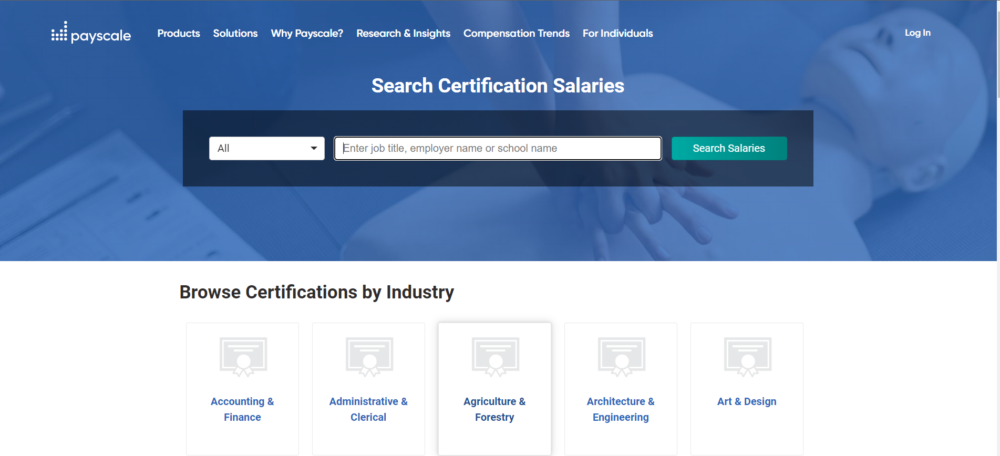 payscale
Products Solutions Why Payscale? Research & Insights Compensation Trends For Individuals Log In
Search Certification Salaries
All Enter job title, employer name or school name Search Salaries
Browse Certifications by Industry
Accounting &
Finance
Administrative &
Clerical
Agriculture &
Forestry
Architecture &
Engineering
Art & Design